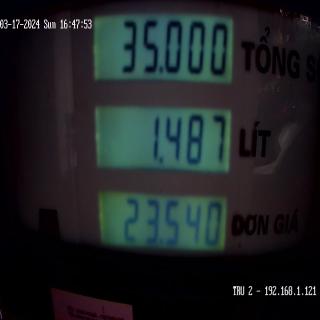 03-17-2024 Sun 16:47:53
35.000 TỔNG S
1.487 LÍT
23.540 ĐƠN GIÁ
TRU 2 - 192.168.1.121